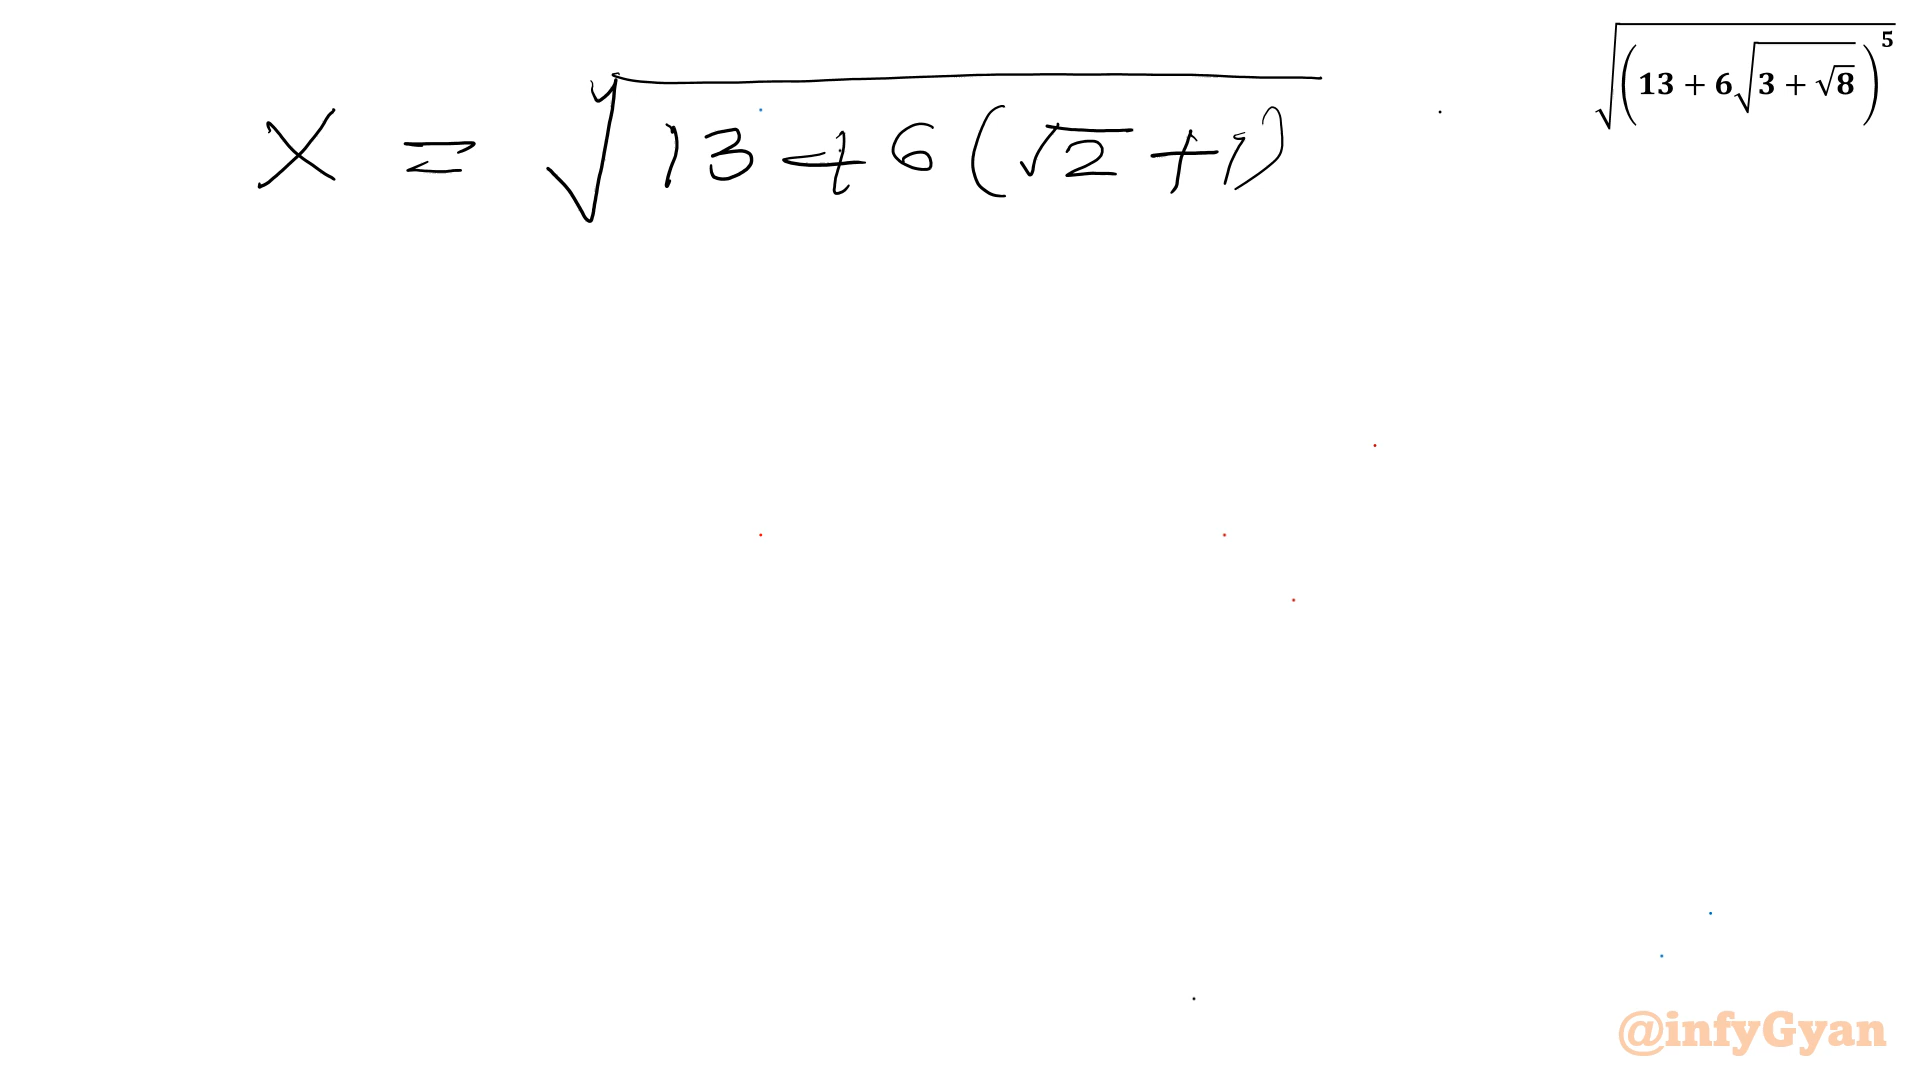 √((13 + 6√(3 + √8))^5)
X = √(13 + 6(√2 + 1))
@infyGyan